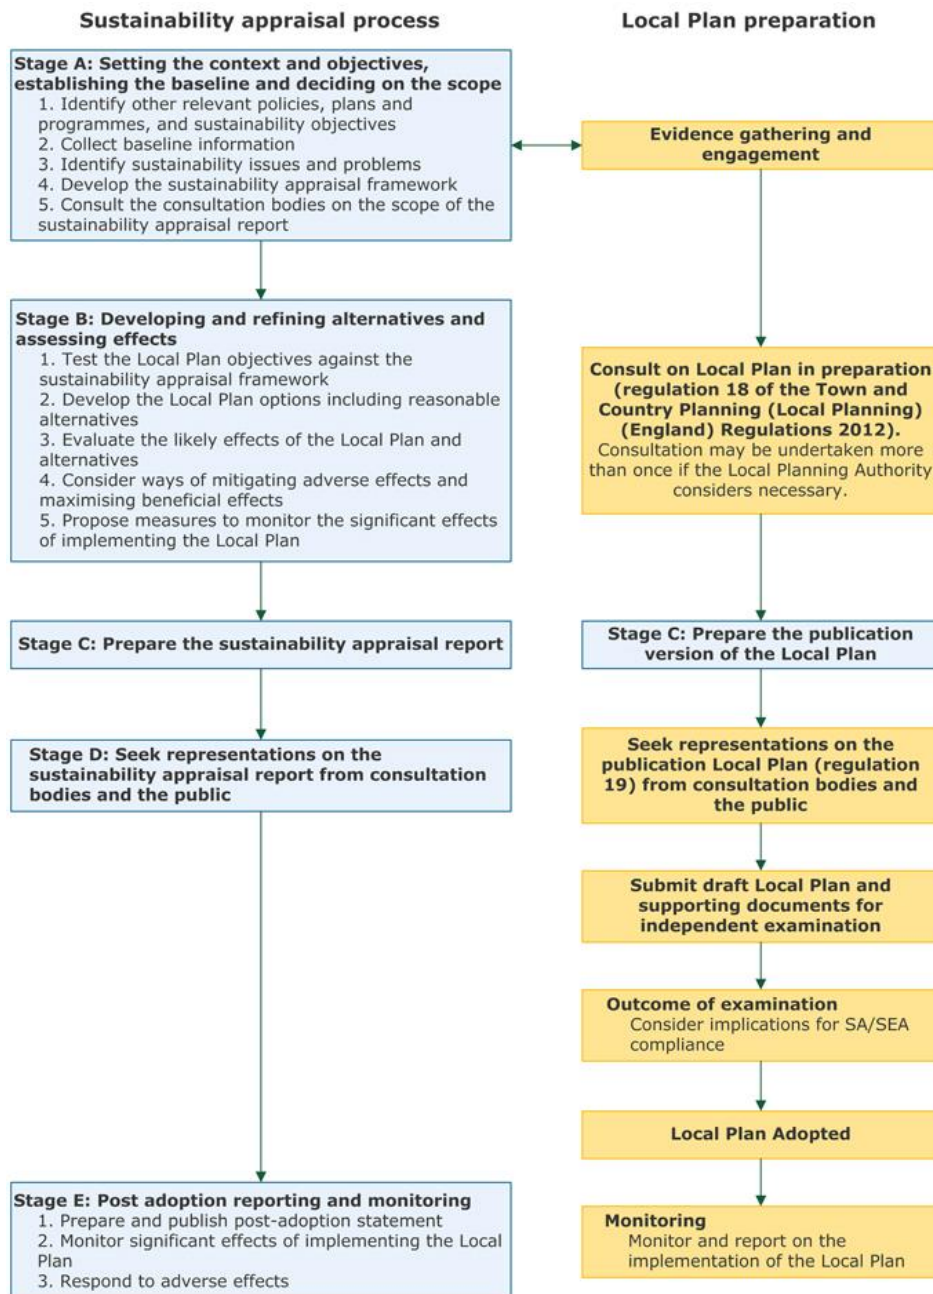 Sustainability appraisal process
Local Plan preparation
Stage A: Setting the context and objectives,
establishing the baseline and deciding on the scope
1. Identify other relevant policies, plans and
programmes, and sustainability objectives
2. Collect baseline information
3. Identify sustainability issues and problems
4. Develop the sustainability appraisal framework
5. Consult the consultation bodies on the scope of the
sustainability appraisal report
Evidence gathering and
engagement
Stage B: Developing and refining alternatives and
assessing effects
1. Test the Local Plan objectives against the
sustainability appraisal framework
2. Develop the Local Plan options including reasonable
alternatives
3. Evaluate the likely effects of the Local Plan and
alternatives
4. Consider ways of mitigating adverse effects and
maximising beneficial effects
5. Propose measures to monitor the significant effects
of implementing the Local Plan
Consult on Local Plan in preparation
(regulation 18 of the Town and
Country Planning (Local Planning)
(England) Regulations 2012).
Consultation may be undertaken more
than once if the Local Planning Authority
considers necessary.
Stage C: Prepare the sustainability appraisal report
Stage C: Prepare the publication
version of the Local Plan
Stage D: Seek representations on the
sustainability appraisal report from consultation
bodies and the public
Seek representations on the
publication Local Plan (regulation
19) from consultation bodies and
the public
Submit draft Local Plan and
supporting documents for
independent examination
Outcome of examination
Consider implications for SA/SEA
compliance
Local Plan Adopted
Stage E: Post adoption reporting and monitoring
1. Prepare and publish post-adoption statement
2. Monitor significant effects of implementing the Local
Plan
3. Respond to adverse effects
Monitoring
Monitor and report on the
implementation of the Local Plan